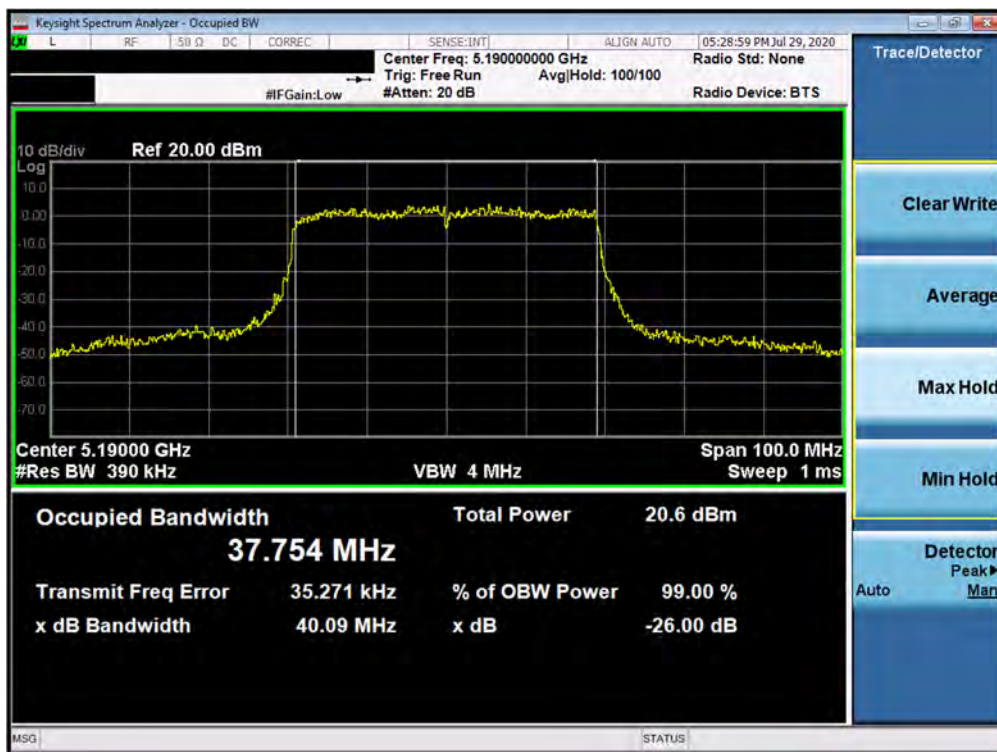 Keysight Spectrum Analyzer - Occupied BW
LXI L RF 50 Ω DC CORREC SENSE:INT ALIGN AUTO 05:28:59 PM Jul 29, 2020
Center Freq: 5.190000000 GHz Radio Std: None
Trig: Free Run Avg|Hold: 100/100
#IFGain:Low #Atten: 20 dB Radio Device: BTS
Trace/Detector
10 dB/div Ref 20.00 dBm
Log
10.0
0.00
-10.0
-20.0
-30.0
-40.0
-50.0
-60.0
-70.0
Center 5.19000 GHz Span 100.0 MHz
#Res BW 390 kHz VBW 4 MHz Sweep 1 ms
Occupied Bandwidth Total Power 20.6 dBm
37.754 MHz
Transmit Freq Error 35.271 kHz % of OBW Power 99.00 %
x dB Bandwidth 40.09 MHz x dB -26.00 dB
Clear Write
Average
Max Hold
Min Hold
Detector
Peak
Auto Man
MSG STATUS